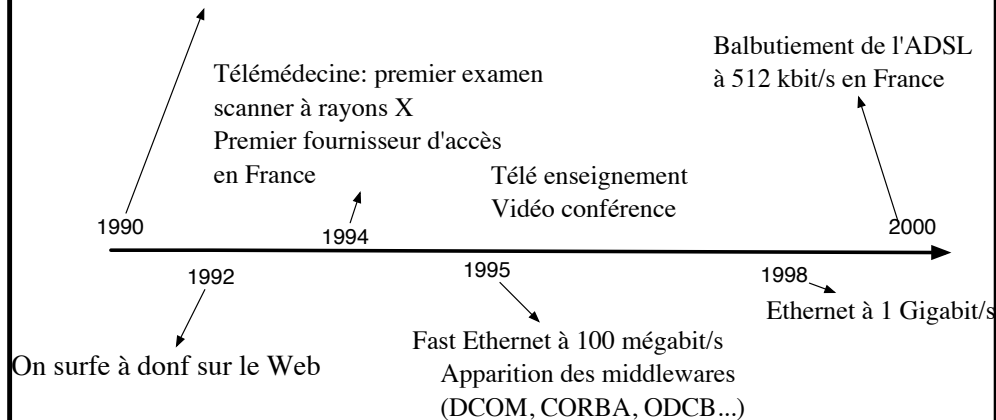 Balbutiement de l'ADSL
à 512 kbit/s en France
Télémédecine: premier examen
scanner à rayons X
Premier fournisseur d'accès
en France
Télé enseignement
Vidéo conférence
1990
1994
2000
1992
1995
1998
Ethernet à 1 Gigabit/s
Fast Ethernet à 100 mégabit/s
On surfe à donf sur le Web
Apparition des middlewares
(DCOM, CORBA, ODCB...)